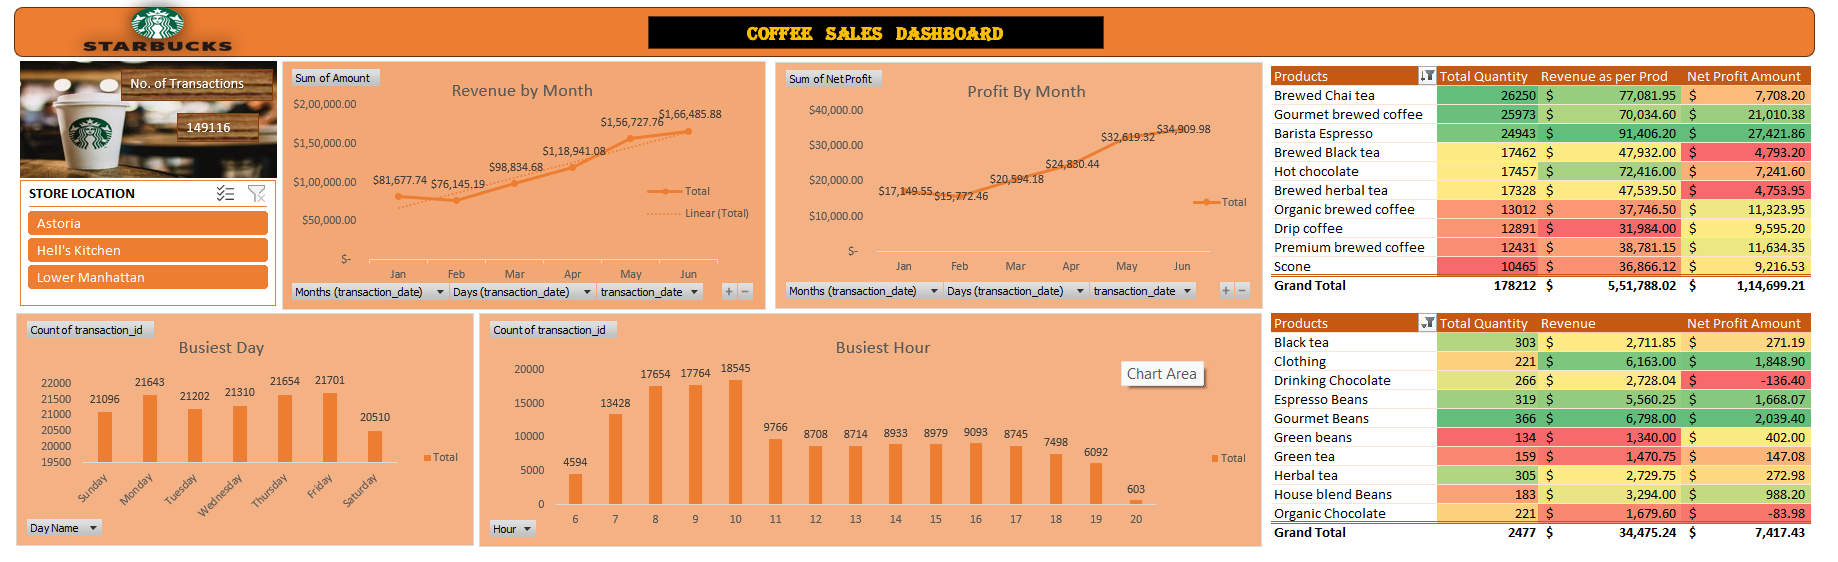 STARBUCKS
COFFEE SALES DASHBOARD
No. of Transactions
149116
STORE LOCATION
Astoria
Hell's Kitchen
Lower Manhattan
Sum of Amount
Revenue by Month
$2,00,000.00
$1,50,000.00
$1,00,000.00
$50,000.00
$-
$81,677.74
$76,145.19
$98,834.68
$1,18,941.08
$1,56,727.76
$1,66,485.88
Total
Linear (Total)
Jan Feb Mar Apr May Jun
Months (transaction_date) Days (transaction_date) transaction_date
Sum of NetProfit
Profit By Month
$40,000.00
$30,000.00
$20,000.00
$10,000.00
$-
$17,149.55
$15,772.46
$20,594.18
$24,830.44
$32,619.32
$34,909.98
Total
Jan Feb Mar Apr May Jun
Months (transaction_date) Days (transaction_date) transaction_date
Products Total Quantity Revenue as per Prod Net Profit Amount
Brewed Chai tea 26250 $ 77,081.95 $ 7,708.20
Gourmet brewed coffee 25973 $ 70,034.60 $ 21,010.38
Barista Espresso 24943 $ 91,406.20 $ 27,421.86
Brewed Black tea 17462 $ 47,932.00 $ 4,793.20
Hot chocolate 17457 $ 72,416.00 $ 7,241.60
Brewed herbal tea 17328 $ 47,539.50 $ 4,753.95
Organic brewed coffee 13012 $ 37,746.50 $ 11,323.95
Drip coffee 12891 $ 31,984.00 $ 9,595.20
Premium brewed coffee 12431 $ 38,781.15 $ 11,634.35
Scone 10465 $ 36,866.12 $ 9,216.53
Grand Total 178212 $ 5,51,788.02 $ 1,14,699.21
Count of transaction_id
Busiest Day
22000
21500
21000
20500
20000
19500
21096 21643 21202 21310 21654 21701 20510
Total
Sunday Monday Tuesday Wednesday Thursday Friday Saturday
Day Name
Count of transaction_id
Busiest Hour
Chart Area
20000
15000
10000
5000
0
4594 13428 17654 17764 18545 9766 8708 8714 8933 8979 9093 8745 7498 6092 603
Total
6 7 8 9 10 11 12 13 14 15 16 17 18 19 20
Hour
Products Total Quantity Revenue Net Profit Amount
Black tea 303 $ 2,711.85 $ 271.19
Clothing 221 $ 6,163.00 $ 1,848.90
Drinking Chocolate 266 $ 2,728.04 $ -136.40
Espresso Beans 319 $ 5,560.25 $ 1,668.07
Gourmet Beans 366 $ 6,798.00 $ 2,039.40
Green beans 134 $ 1,340.00 $ 402.00
Green tea 159 $ 1,470.75 $ 147.08
Herbal tea 305 $ 2,729.75 $ 272.98
House blend Beans 183 $ 3,294.00 $ 988.20
Organic Chocolate 221 $ 1,679.60 $ -83.98
Grand Total 2477 $ 34,475.24 $ 7,417.43